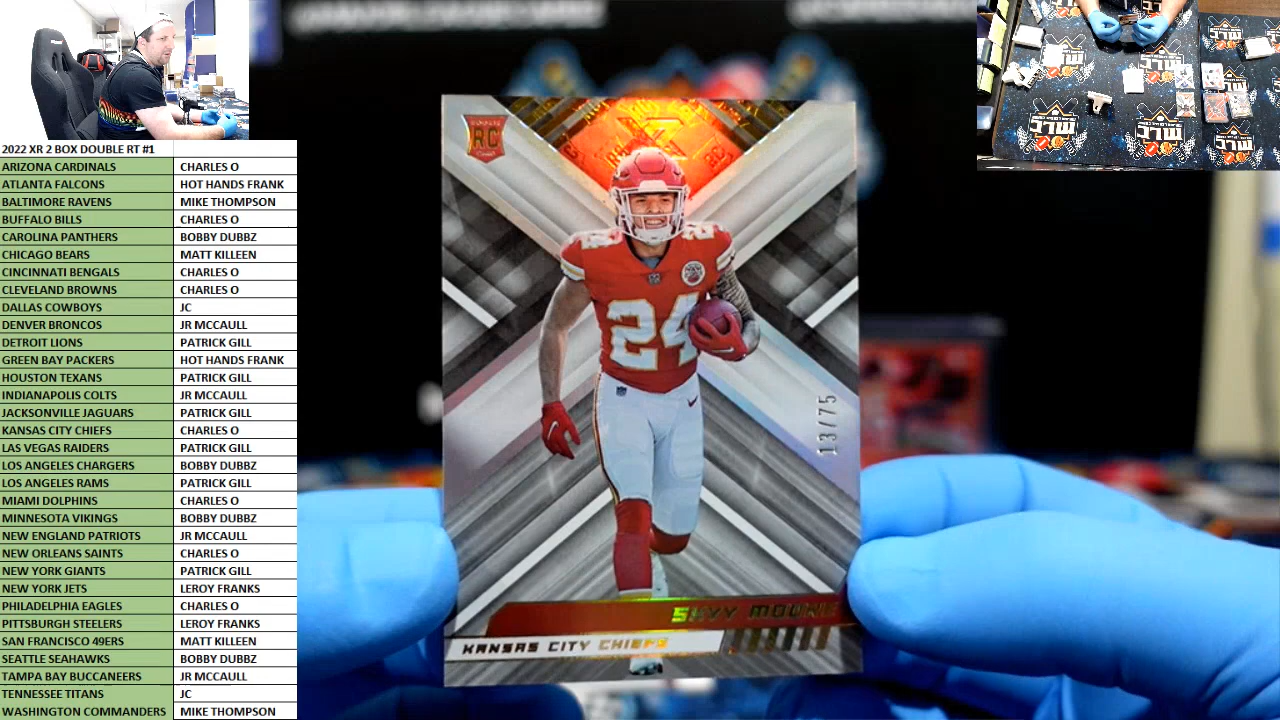 2022 XR 2 BOX DOUBLE RT #1
ARIZONA CARDINALS CHARLES O
ATLANTA FALCONS HOT HANDS FRANK
BALTIMORE RAVENS MIKE THOMPSON
BUFFALO BILLS CHARLES O
CAROLINA PANTHERS BOBBY DUBBZ
CHICAGO BEARS MATT KILLEEN
CINCINNATI BENGALS CHARLES O
CLEVELAND BROWNS CHARLES O
DALLAS COWBOYS JC
DENVER BRONCOS JR MCCAULL
DETROIT LIONS PATRICK GILL
GREEN BAY PACKERS HOT HANDS FRANK
HOUSTON TEXANS PATRICK GILL
INDIANAPOLIS COLTS JR MCCAULL
JACKSONVILLE JAGUARS PATRICK GILL
KANSAS CITY CHIEFS CHARLES O
LAS VEGAS RAIDERS PATRICK GILL
LOS ANGELES CHARGERS BOBBY DUBBZ
LOS ANGELES RAMS PATRICK GILL
MIAMI DOLPHINS CHARLES O
MINNESOTA VIKINGS BOBBY DUBBZ
NEW ENGLAND PATRIOTS JR MCCAULL
NEW ORLEANS SAINTS CHARLES O
NEW YORK GIANTS PATRICK GILL
NEW YORK JETS LEROY FRANKS
PHILADELPHIA EAGLES CHARLES O
PITTSBURGH STEELERS LEROY FRANKS
SAN FRANCISCO 49ERS MATT KILLEEN
SEATTLE SEAHAWKS BOBBY DUBBZ
TAMPA BAY BUCCANEERS JR MCCAULL
TENNESSEE TITANS JC
WASHINGTON COMMANDERS MIKE THOMPSON
RC
XR
24
24
13/75
SKYY MOORE
KANSAS CITY CHIEFS